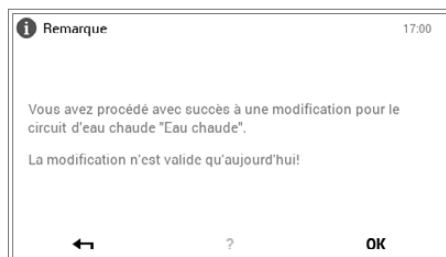 Remarque 17:00
Vous avez procédé avec succès à une modification pour le
circuit d'eau chaude "Eau chaude".
La modification n'est valide qu'aujourd'hui!
? OK